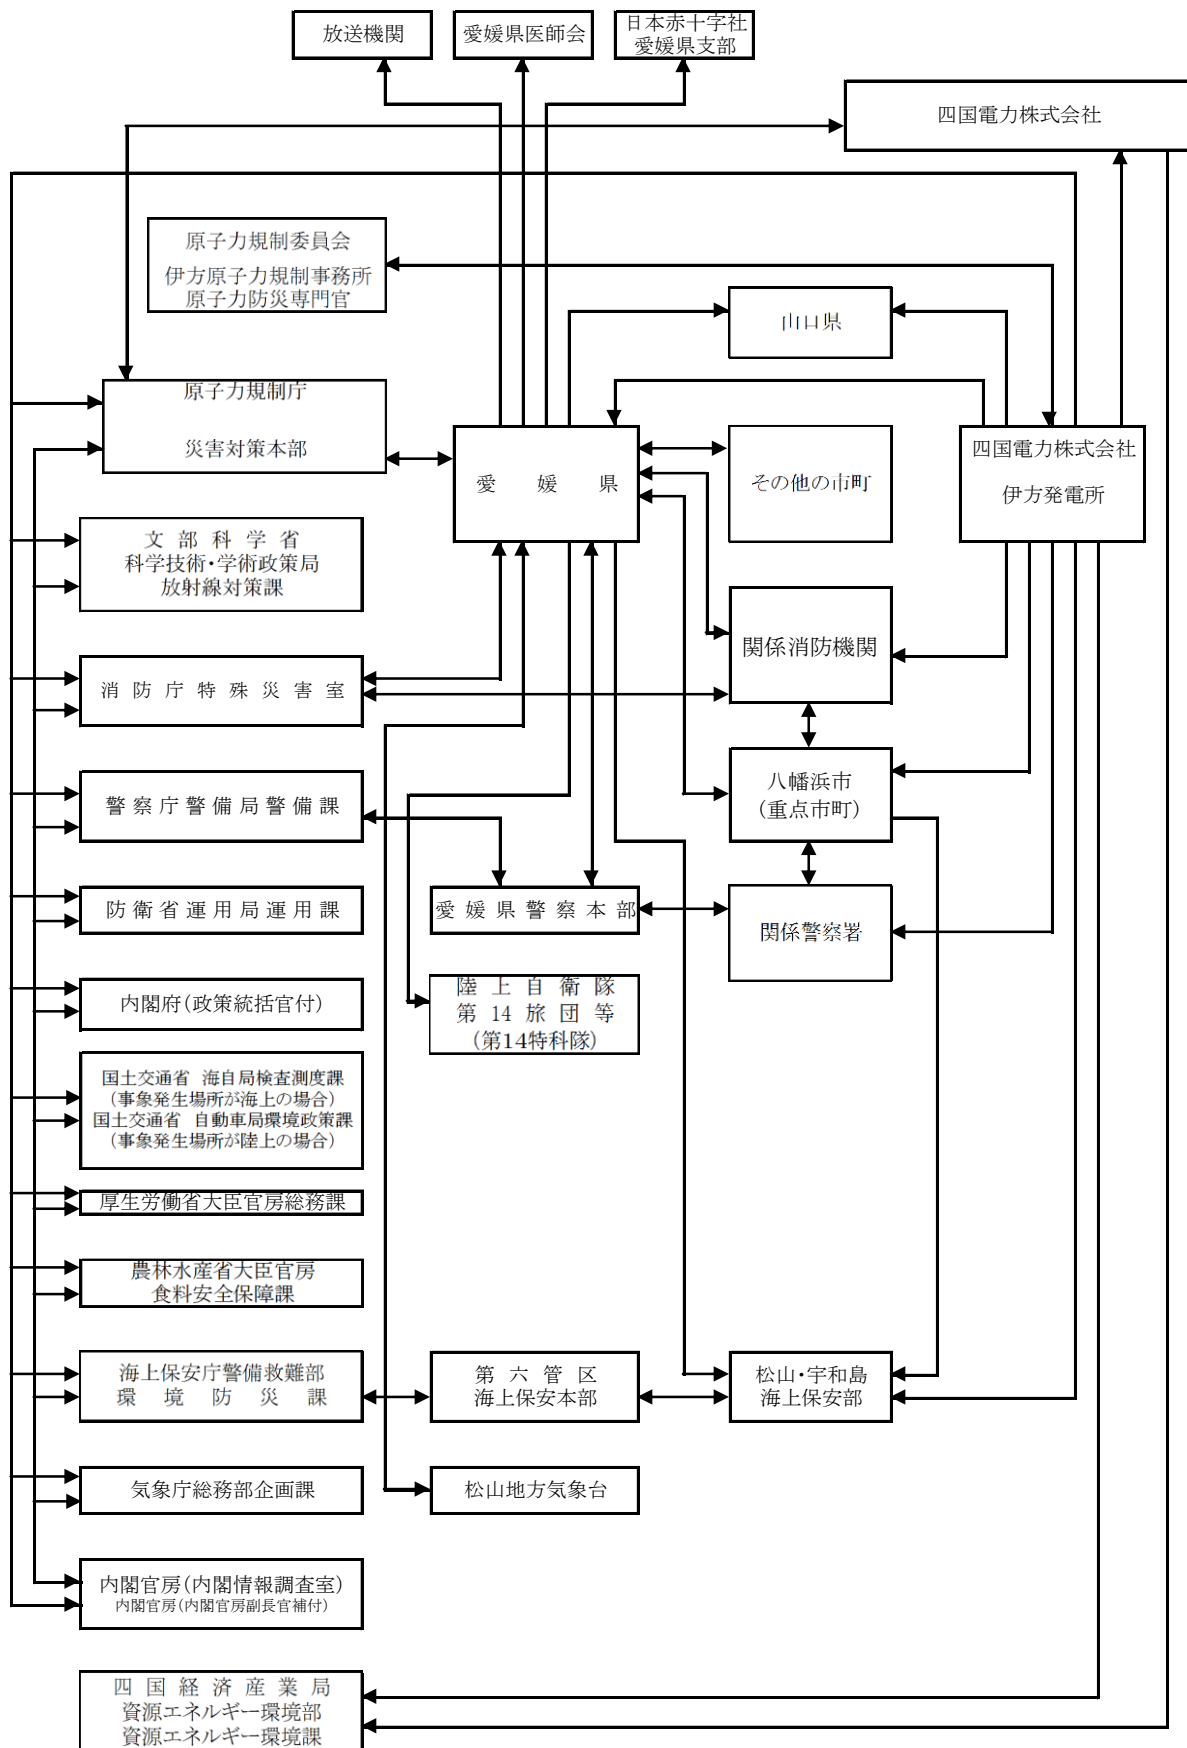 放送機関
愛媛県医師会
日本赤十字社
愛媛県支部
四国電力株式会社
原子力規制委員会
伊方原子力規制事務所
原子力防災専門官
山口県
原子力規制庁
災害対策本部
愛媛県
その他の市町
四国電力株式会社
伊方発電所
文部科学省
科学技術・学術政策局
放射線対策課
関係消防機関
消防庁特殊災害室
八幡浜市
(重点市町)
警察庁警備局警備課
防衛省運用局運用課
愛媛県警察本部
関係警察署
内閣府(政策統括官付)
陸上自衛隊
第14旅団等
(第14特科隊)
国土交通省 海自局検査測度課
(事象発生場所が海上の場合)
国土交通省 自動車局環境政策課
(事象発生場所が陸上の場合)
厚生労働省大臣官房総務課
農林水産省大臣官房
食料安全保障課
海上保安庁警備救難部
環境防災課
第六管区
海上保安本部
松山・宇和島
海上保安部
気象庁総務部企画課
松山地方気象台
内閣官房(内閣情報調査室)
内閣官房(内閣官房副長官補付)
四国経済産業局
資源エネルギー環境部
資源エネルギー環境課